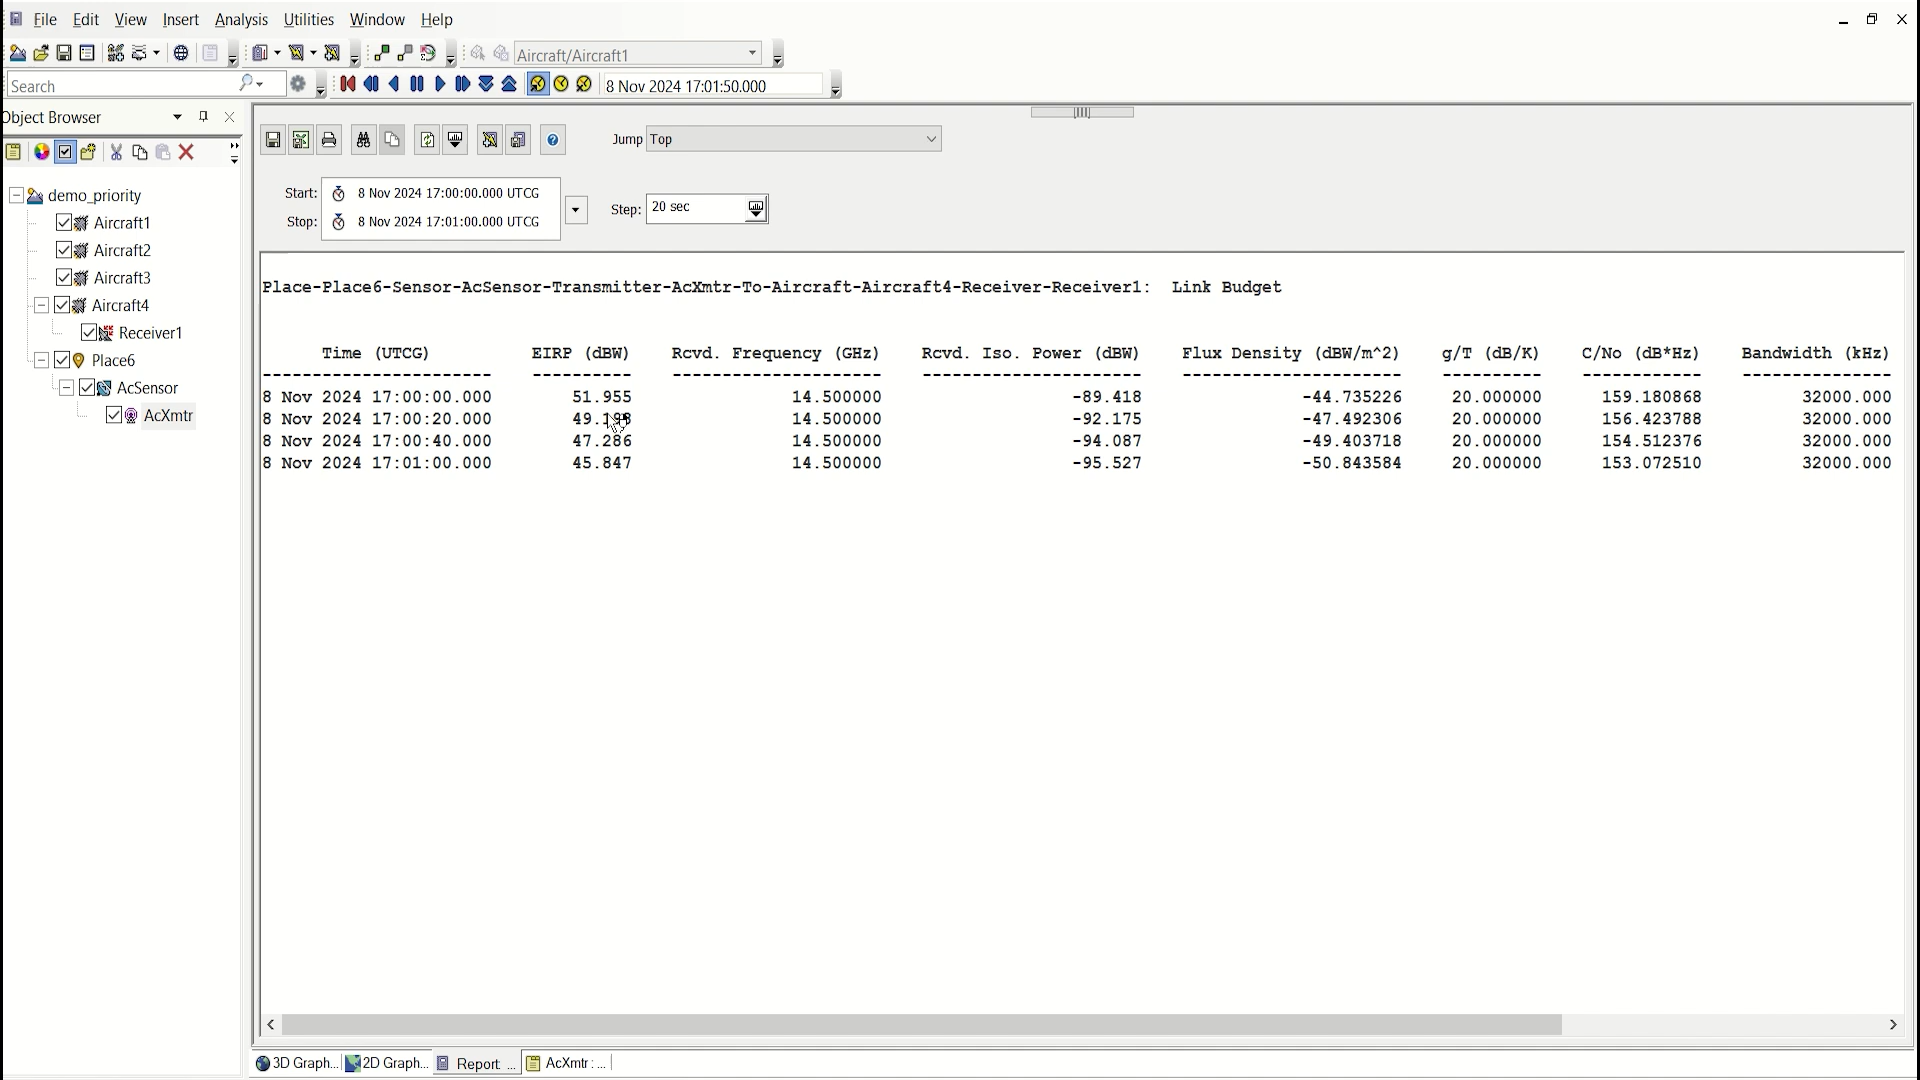 File Edit View Insert Analysis Utilities Window Help
Aircraft/Aircraft1
Search
8 Nov 2024 17:01:50.000
Object Browser
Jump Top
Start: 8 Nov 2024 17:00:00.000 UTCG
Stop: 8 Nov 2024 17:01:00.000 UTCG
Step: 20 sec
demo_priority
Aircraft1
Aircraft2
Aircraft3
Aircraft4
Receiver1
Place6
AcSensor
AcXmtr
Place-Place6-Sensor-AcSensor-Transmitter-AcXmtr-To-Aircraft-Aircraft4-Receiver-Receiver1: Link Budget
Time (UTCG) EIRP (dBW) Rcvd. Frequency (GHz) Rcvd. Iso. Power (dBW) Flux Density (dBW/m^2) g/T (dB/K) C/No (dB*Hz) Bandwidth (kHz)
8 Nov 2024 17:00:00.000 51.955 14.500000 -89.418 -44.735226 20.000000 159.180868 32000.000
8 Nov 2024 17:00:20.000 14.500000 -92.175 -47.492306 20.000000 156.423788 32000.000
8 Nov 2024 17:00:40.000 47.286 14.500000 -94.087 -49.403718 20.000000 154.512376 32000.000
8 Nov 2024 17:01:00.000 45.847 14.500000 -95.527 -50.843584 20.000000 153.072510 32000.000
3D Graph... 2D Graph... Report ... AcXmtr : ...